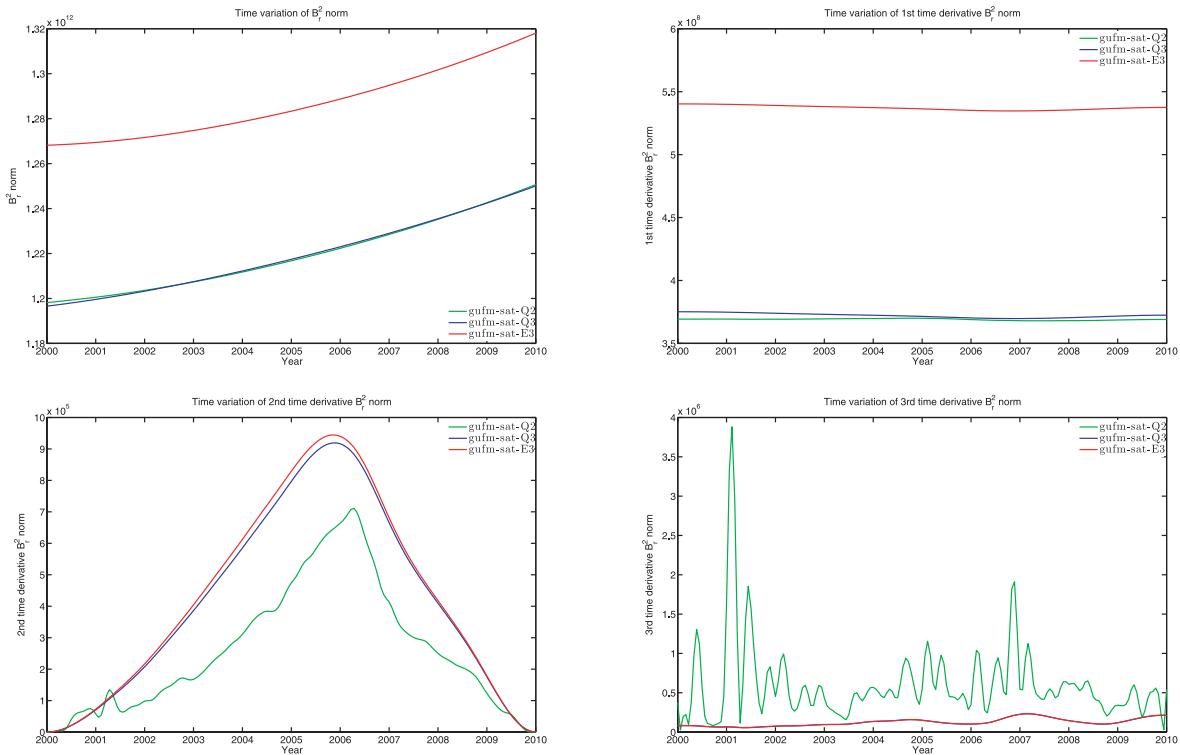 Time variation of B_r^2 norm
x 10^12
1.32
1.3
1.28
1.26
1.24
1.22
1.2
1.18
B_r^2 norm
2000 2001 2002 2003 2004 2005 2006 2007 2008 2009 2010
Year
gufm-sat-Q2
gufm-sat-Q3
gufm-sat-E3
Time variation of 1st time derivative B_r^2 norm
x 10^8
6
5.5
5
4.5
4
3.5
1st time derivative B_r^2 norm
2000 2001 2002 2003 2004 2005 2006 2007 2008 2009 2010
Year
gufm-sat-Q2
gufm-sat-Q3
gufm-sat-E3
Time variation of 2nd time derivative B_r^2 norm
x 10^5
10
9
8
7
6
5
4
3
2
1
0
2nd time derivative B_r^2 norm
2000 2001 2002 2003 2004 2005 2006 2007 2008 2009 2010
Year
gufm-sat-Q2
gufm-sat-Q3
gufm-sat-E3
Time variation of 3rd time derivative B_r^2 norm
x 10^6
4
3.5
3
2.5
2
1.5
1
0.5
0
3rd time derivative B_r^2 norm
2000 2001 2002 2003 2004 2005 2006 2007 2008 2009 2010
Year
gufm-sat-Q2
gufm-sat-Q3
gufm-sat-E3